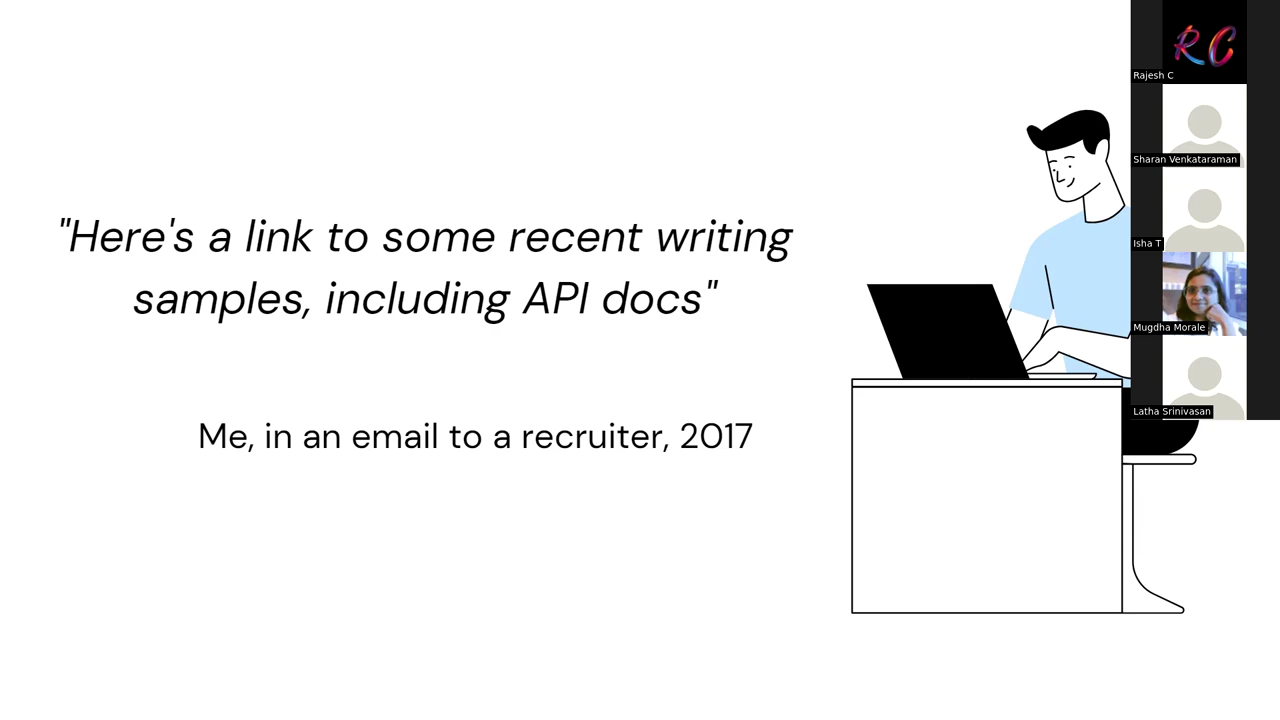 "Here's a link to some recent writing
samples, including API docs"
Me, in an email to a recruiter, 2017
RC
Rajesh C
Sharan Venkataraman
Isha T
Mugdha Morale
Latha Srinivasan